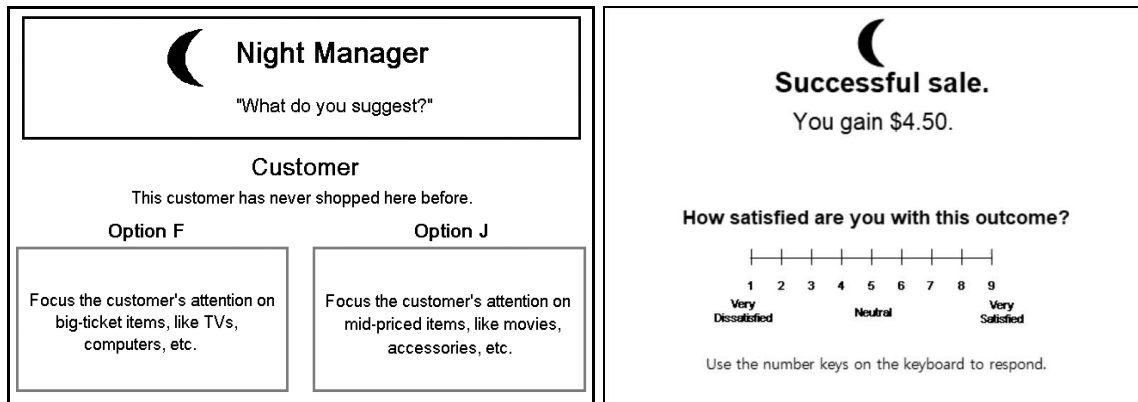 Night Manager
"What do you suggest?"
Customer
This customer has never shopped here before.
Option F
Focus the customer's attention on
big-ticket items, like TVs,
computers, etc.
Option J
Focus the customer's attention on
mid-priced items, like movies,
accessories, etc.
Successful sale.
You gain $4.50.
How satisfied are you with this outcome?
1 2 3 4 5 6 7 8 9
Very Dissatisfied
Neutral
Very Satisfied
Use the number keys on the keyboard to respond.